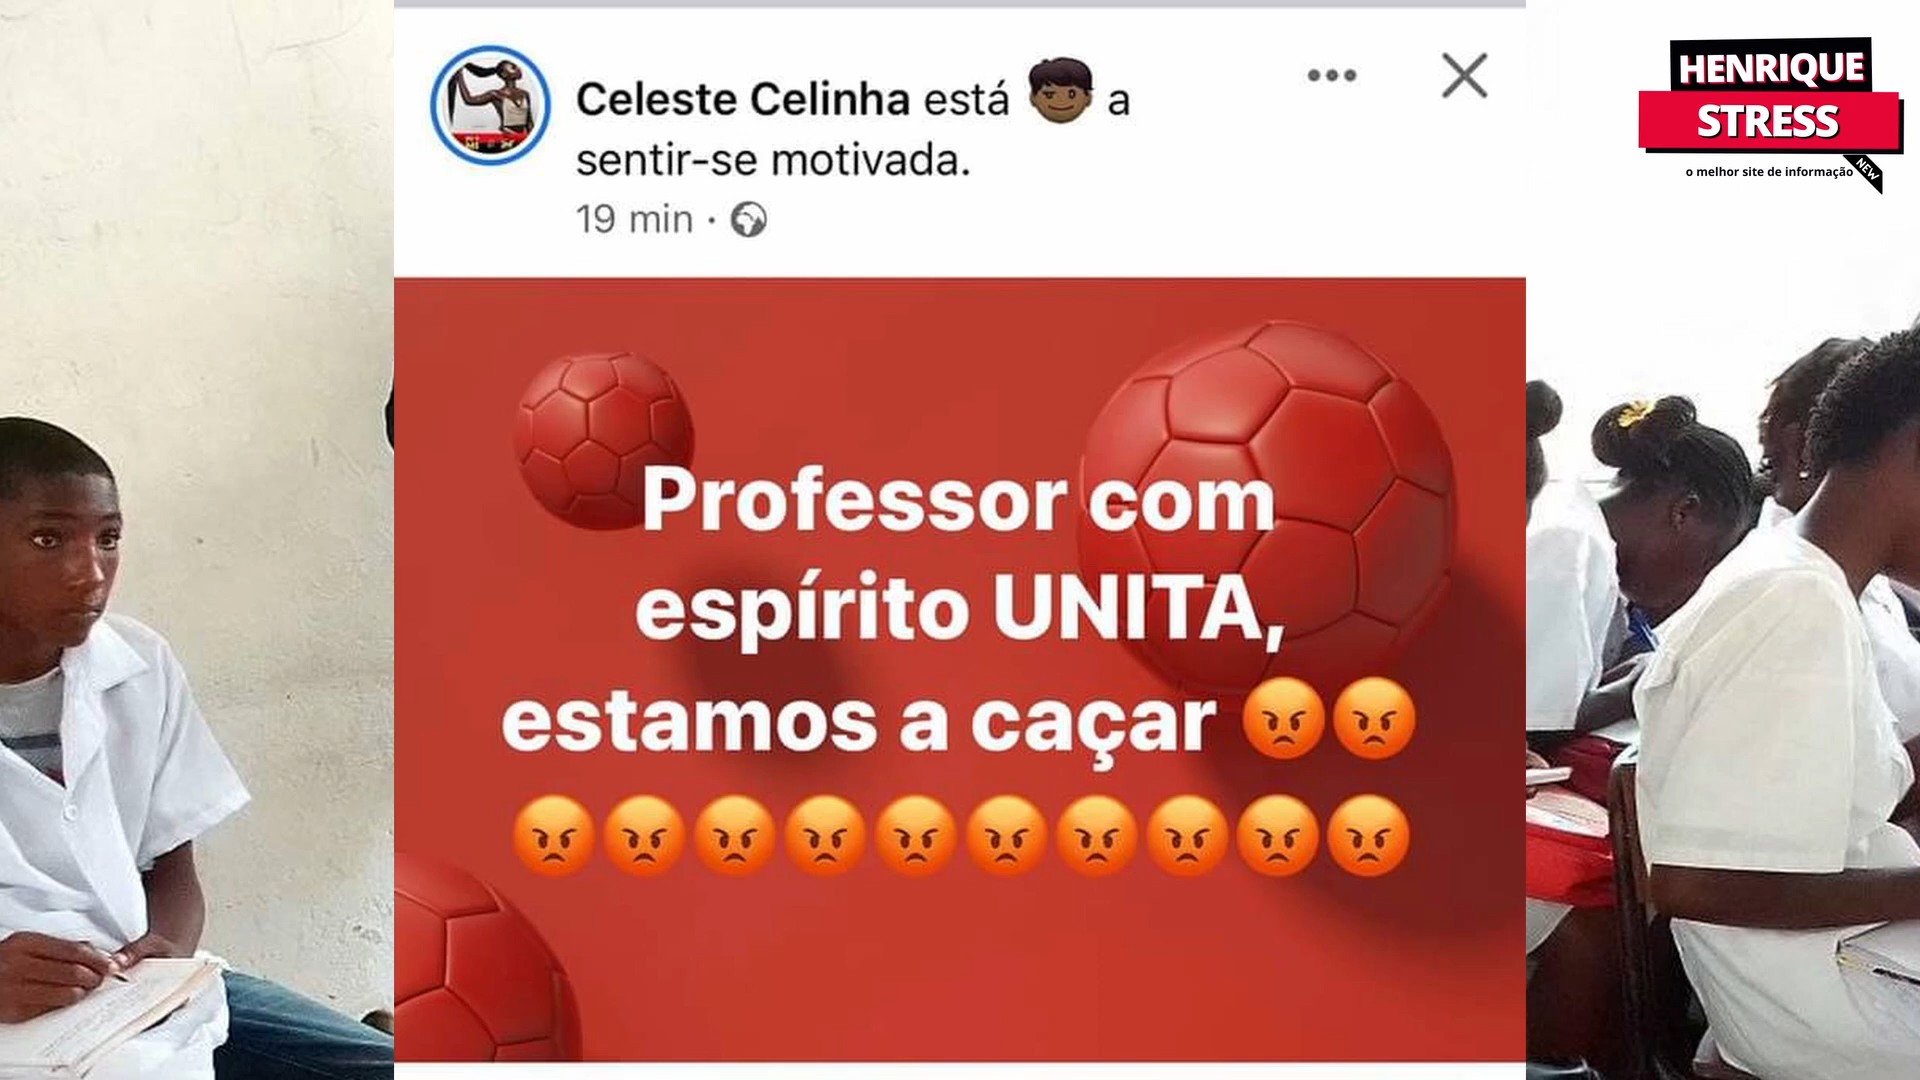 Celeste Celinha está a
sentir-se motivada.
19 min ·
Professor com
espírito UNITA,
estamos a caçar 😡😡
😡😡😡😡😡😡😡😡😡😡
HENRIQUE
STRESS
o melhor site de informação
NEW